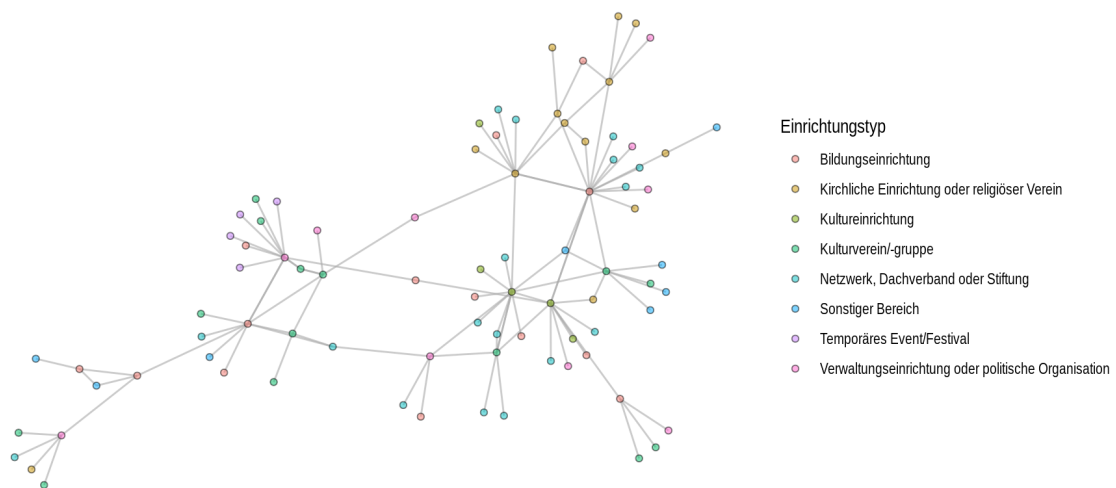 Einrichtungstyp
Bildungseinrichtung
Kirchliche Einrichtung oder religiöser Verein
Kultureinrichtung
Kulturverein/-gruppe
Netzwerk, Dachverband oder Stiftung
Sonstiger Bereich
Temporäres Event/Festival
Verwaltungseinrichtung oder politische Organisation